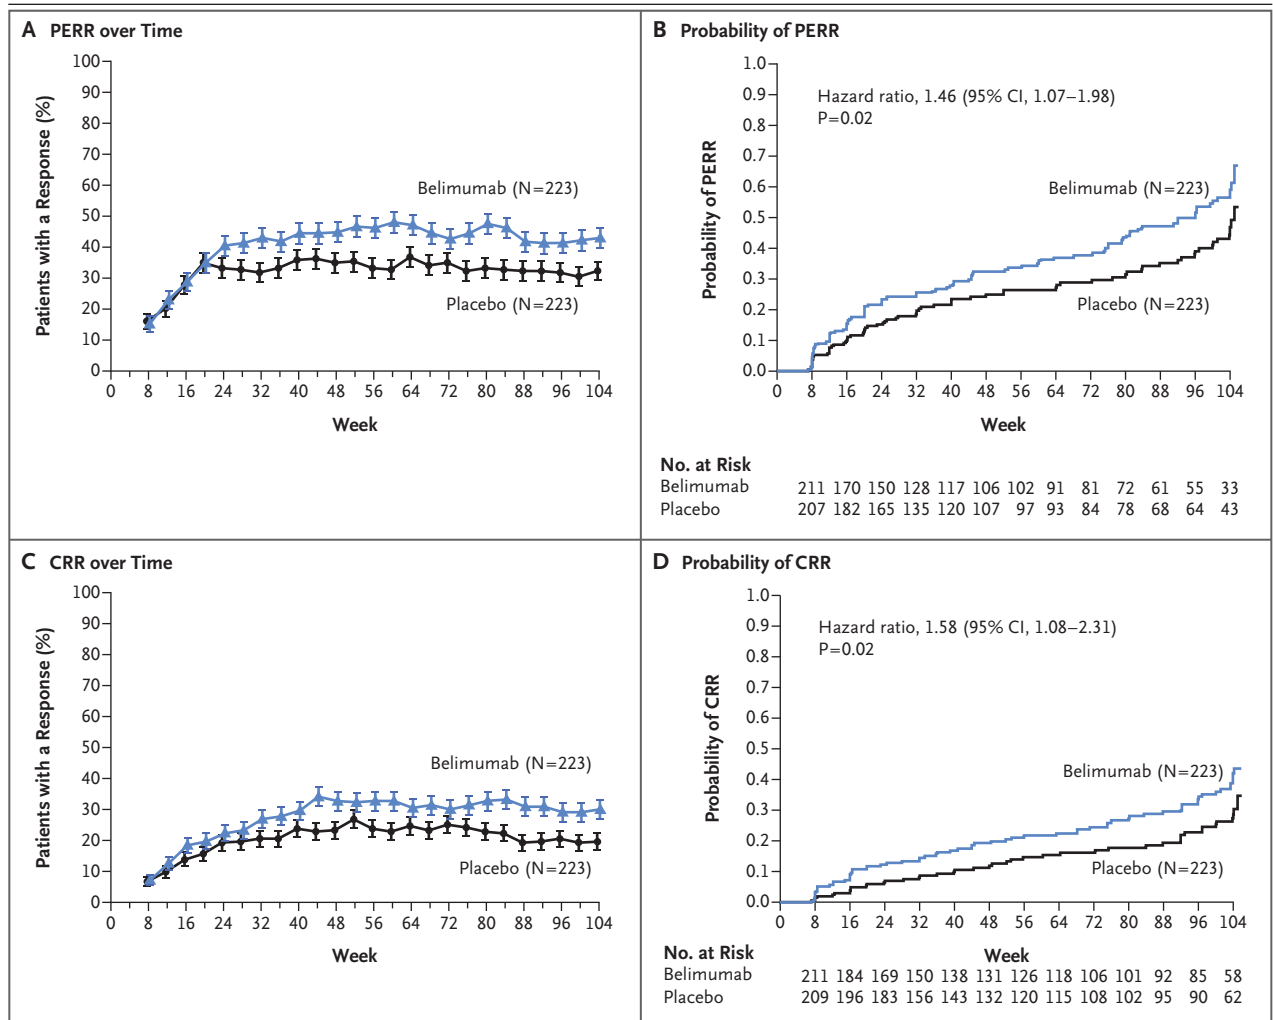 A PERR over Time
Patients with a Response (%)
100
90
80
70
60
50
40
30
20
10
0
Belimumab (N=223)
Placebo (N=223)
0 8 16 24 32 40 48 56 64 72 80 88 96 104
Week
B Probability of PERR
Probability of PERR
1.0
0.9
0.8
0.7
0.6
0.5
0.4
0.3
0.2
0.1
0.0
Hazard ratio, 1.46 (95% CI, 1.07–1.98)
P=0.02
Belimumab (N=223)
Placebo (N=223)
0 8 16 24 32 40 48 56 64 72 80 88 96 104
Week
No. at Risk
Belimumab 211 170 150 128 117 106 102 91 81 72 61 55 33
Placebo 207 182 165 135 120 107 97 93 84 78 68 64 43
C CRR over Time
Patients with a Response (%)
100
90
80
70
60
50
40
30
20
10
0
Belimumab (N=223)
Placebo (N=223)
0 8 16 24 32 40 48 56 64 72 80 88 96 104
Week
D Probability of CRR
Probability of CRR
1.0
0.9
0.8
0.7
0.6
0.5
0.4
0.3
0.2
0.1
0.0
Hazard ratio, 1.58 (95% CI, 1.08–2.31)
P=0.02
Belimumab (N=223)
Placebo (N=223)
0 8 16 24 32 40 48 56 64 72 80 88 96 104
Week
No. at Risk
Belimumab 211 184 169 150 138 131 126 118 106 101 92 85 58
Placebo 209 196 183 156 143 132 120 115 108 102 95 90 62